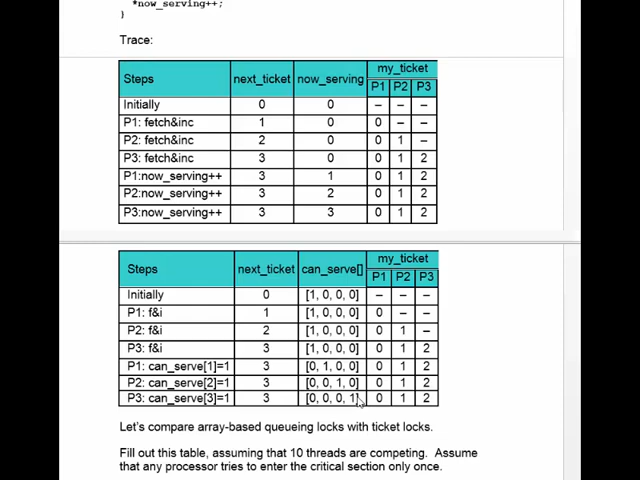 *now_serving++;
}
Trace:
Steps next_ticket now_serving my_ticket
P1 P2 P3
Initially 0 0 – – –
P1: fetch&inc 1 0 0 – –
P2: fetch&inc 2 0 0 1 –
P3: fetch&inc 3 0 0 1 2
P1:now_serving++ 3 1 0 1 2
P2:now_serving++ 3 2 0 1 2
P3:now_serving++ 3 3 0 1 2
Steps next_ticket can_serve[] my_ticket
P1 P2 P3
Initially 0 [1, 0, 0, 0] – – –
P1: f&i 1 [1, 0, 0, 0] 0 – –
P2: f&i 2 [1, 0, 0, 0] 0 1 –
P3: f&i 3 [1, 0, 0, 0] 0 1 2
P1: can_serve[1]=1 3 [0, 1, 0, 0] 0 1 2
P2: can_serve[2]=1 3 [0, 0, 1, 0] 0 1 2
P3: can_serve[3]=1 3 [0, 0, 0, 1] 0 1 2
Let's compare array-based queueing locks with ticket locks.
Fill out this table, assuming that 10 threads are competing. Assume
that any processor tries to enter the critical section only once.